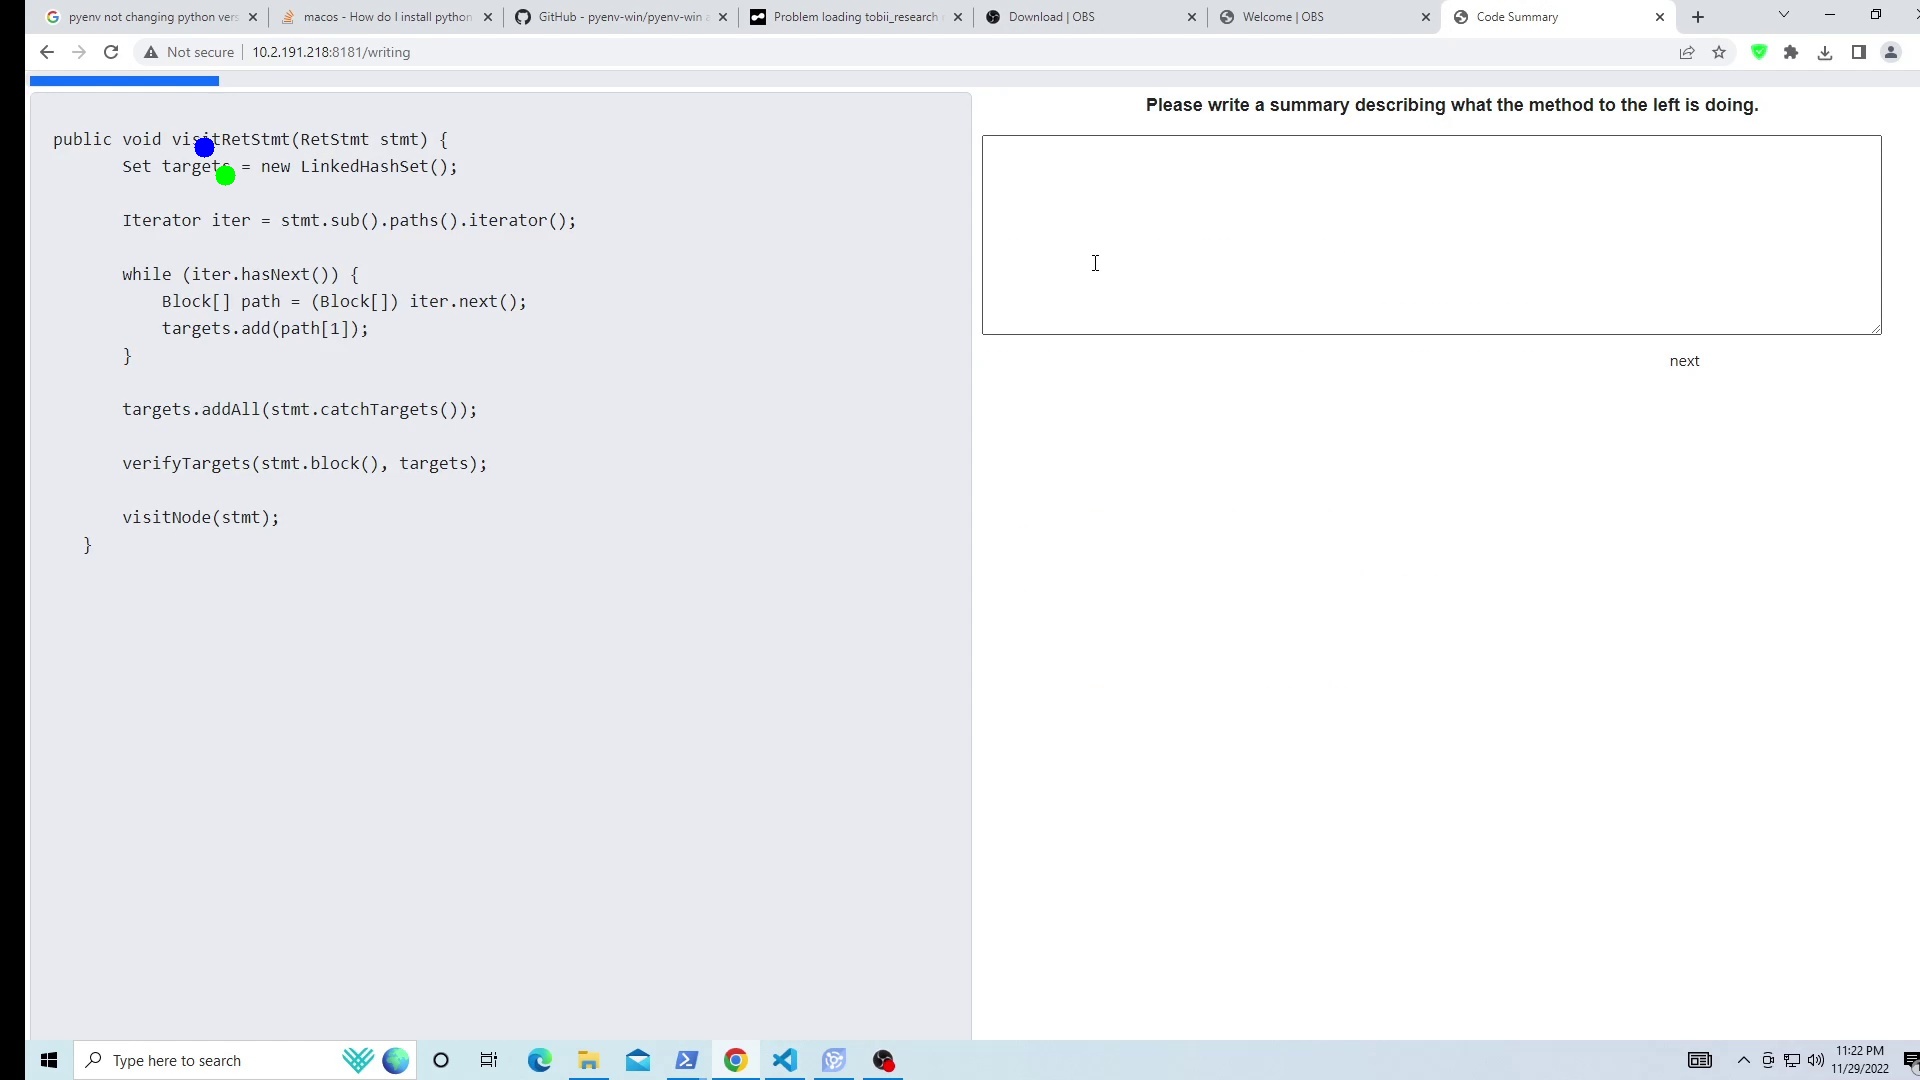 pyenv not changing python vers
macos - How do I install python
GitHub - pyenv-win/pyenv-win
Problem loading tobii_research
Download | OBS
Welcome | OBS
Code Summary
Not secure
10.2.191.218:8181/writing
Please write a summary describing what the method to the left is doing.
public void visitRetStmt(RetStmt stmt) {
Set targets = new LinkedHashSet();
Iterator iter = stmt.sub().paths().iterator();
while (iter.hasNext()) {
Block[] path = (Block[]) iter.next();
targets.add(path[1]);
}
targets.addAll(stmt.catchTargets());
verifyTargets(stmt.block(), targets);
visitNode(stmt);
}
next
Type here to search
11:22 PM
11/29/2022